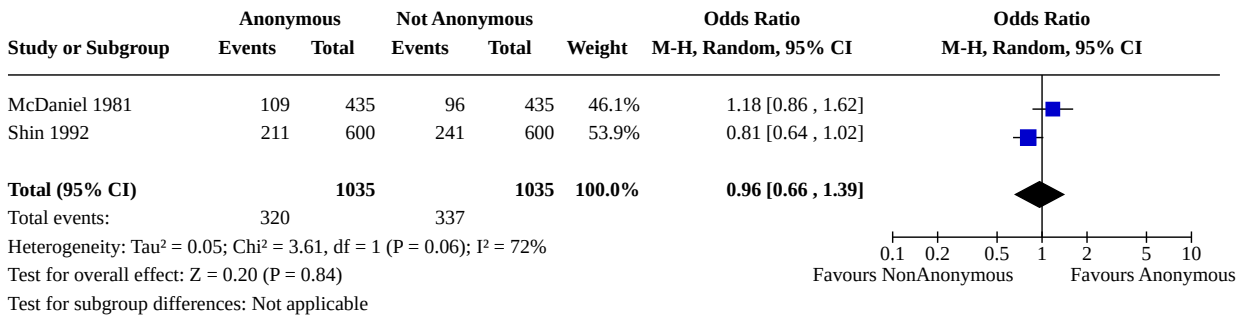 Anonymous Not Anonymous Odds Ratio Odds Ratio
Study or Subgroup Events Total Events Total Weight M-H, Random, 95% CI M-H, Random, 95% CI
McDaniel 1981 109 435 96 435 46.1% 1.18 [0.86 , 1.62]
Shin 1992 211 600 241 600 53.9% 0.81 [0.64 , 1.02]
Total (95% CI) 1035 1035 100.0% 0.96 [0.66 , 1.39]
Total events: 320 337
Heterogeneity: Tau² = 0.05; Chi² = 3.61, df = 1 (P = 0.06); I² = 72%
0.1 0.2 0.5 1 2 5 10
Test for overall effect: Z = 0.20 (P = 0.84) Favours NonAnonymous Favours Anonymous
Test for subgroup differences: Not applicable